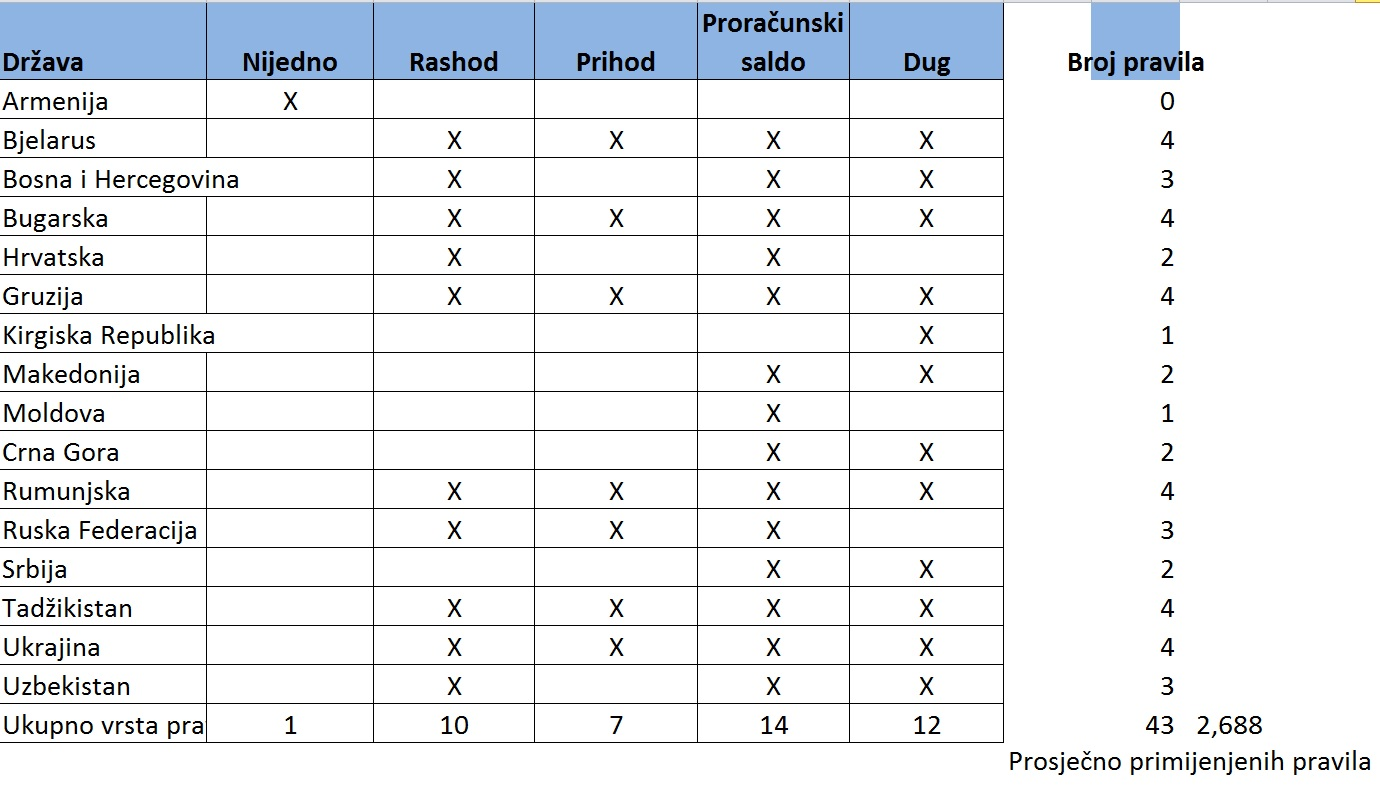 Država Nijedno Rashod Prihod Proračunski saldo Dug Broj pravila
Armenija X 0
Bjelarus X X X X 4
Bosna i Hercegovina X X X 3
Bugarska X X X X 4
Hrvatska X X 2
Gruzija X X X X 4
Kirgiska Republika X 1
Makedonija X X 2
Moldova X 1
Crna Gora X X 2
Rumunjska X X X X 4
Ruska Federacija X X X 3
Srbija X X 2
Tadžikistan X X X X 4
Ukrajina X X X X 4
Uzbekistan X X X 3
Ukupno vrsta pra 1 10 7 14 12 43 2,688
Prosječno primijenjenih pravila